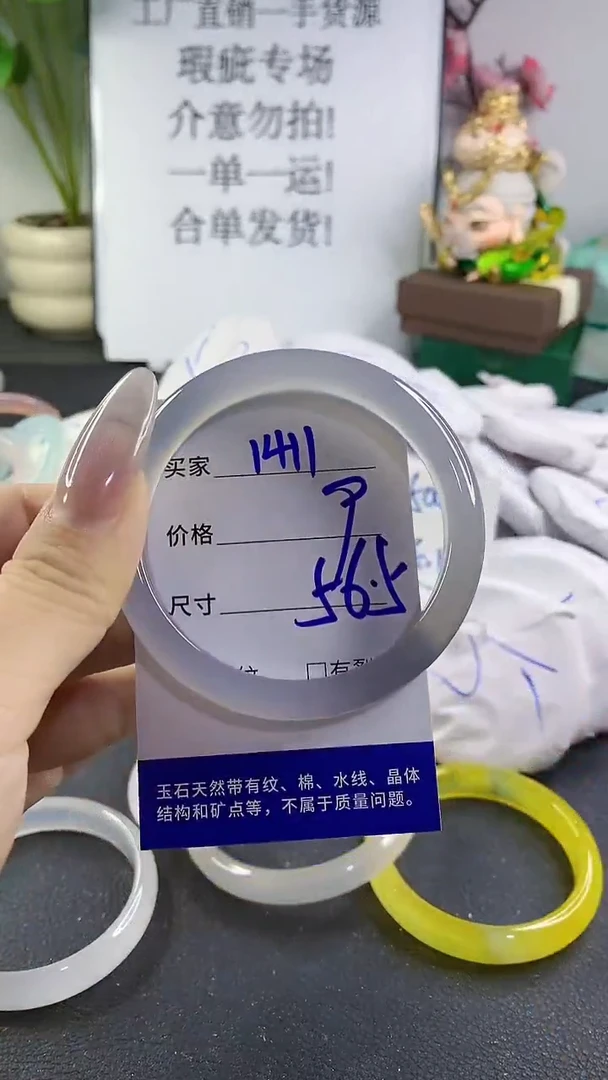 工厂直销一手货源
瑕疵专场
介意勿拍!
一单一运!
合单发货!
买家 1411
价格
尺寸 56.5
玉石天然带有纹、棉、水线、晶体
结构和矿点等，不属于质量问题。